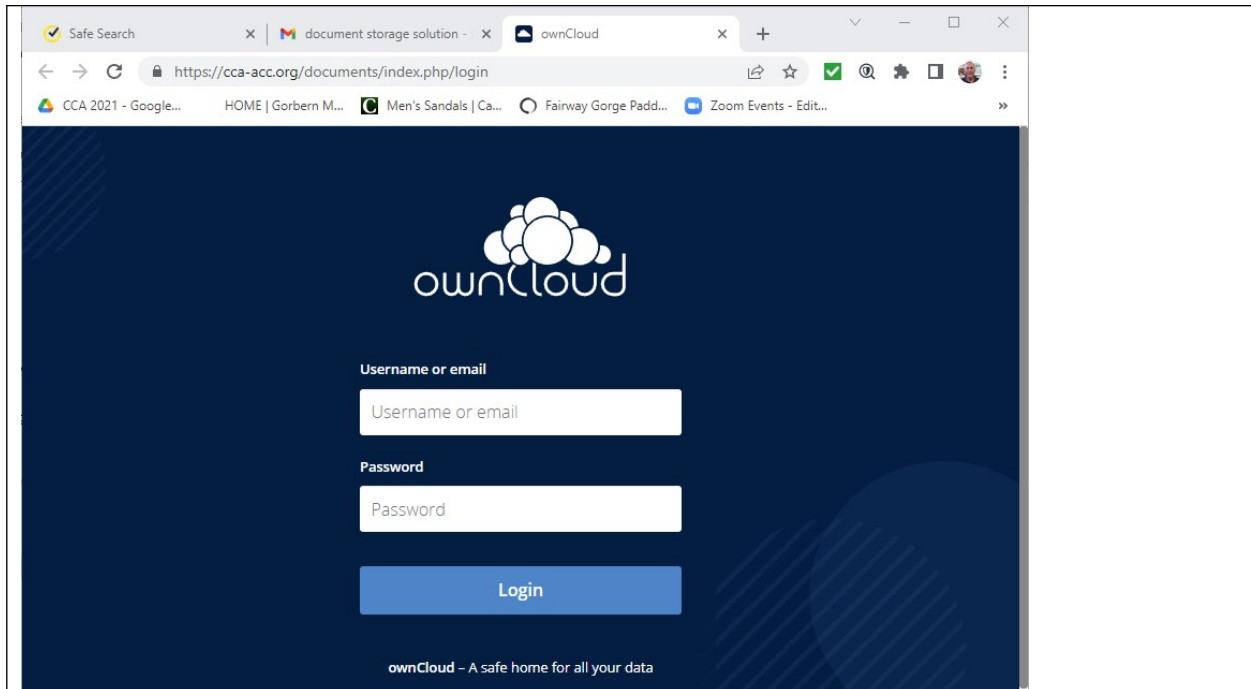 Safe Search
document storage solution -
ownCloud
https://cca-acc.org/documents/index.php/login
CCA 2021 - Google...
HOME | Gorbern M...
C
Men's Sandals | Ca...
Fairway Gorge Padd...
Zoom Events - Edit...
ownCloud
Username or email
Username or email
Password
Password
Login
ownCloud – A safe home for all your data